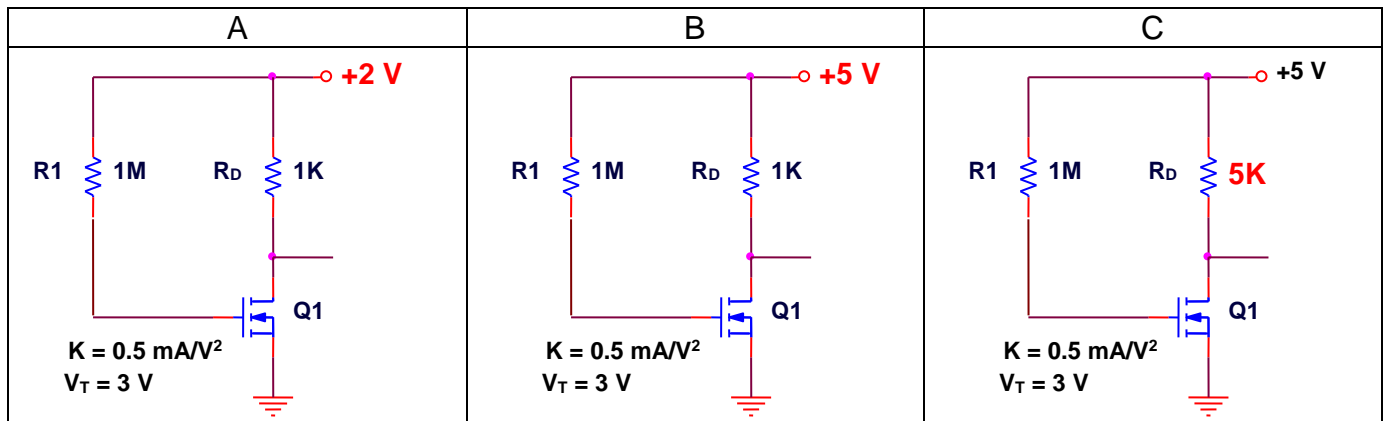 A
B
C
+2 V
R1
1M
RD
1K
Q1
K = 0.5 mA/V²
VT = 3 V
+5 V
R1
1M
RD
1K
Q1
K = 0.5 mA/V²
VT = 3 V
+5 V
R1
1M
RD
5K
Q1
K = 0.5 mA/V²
VT = 3 V